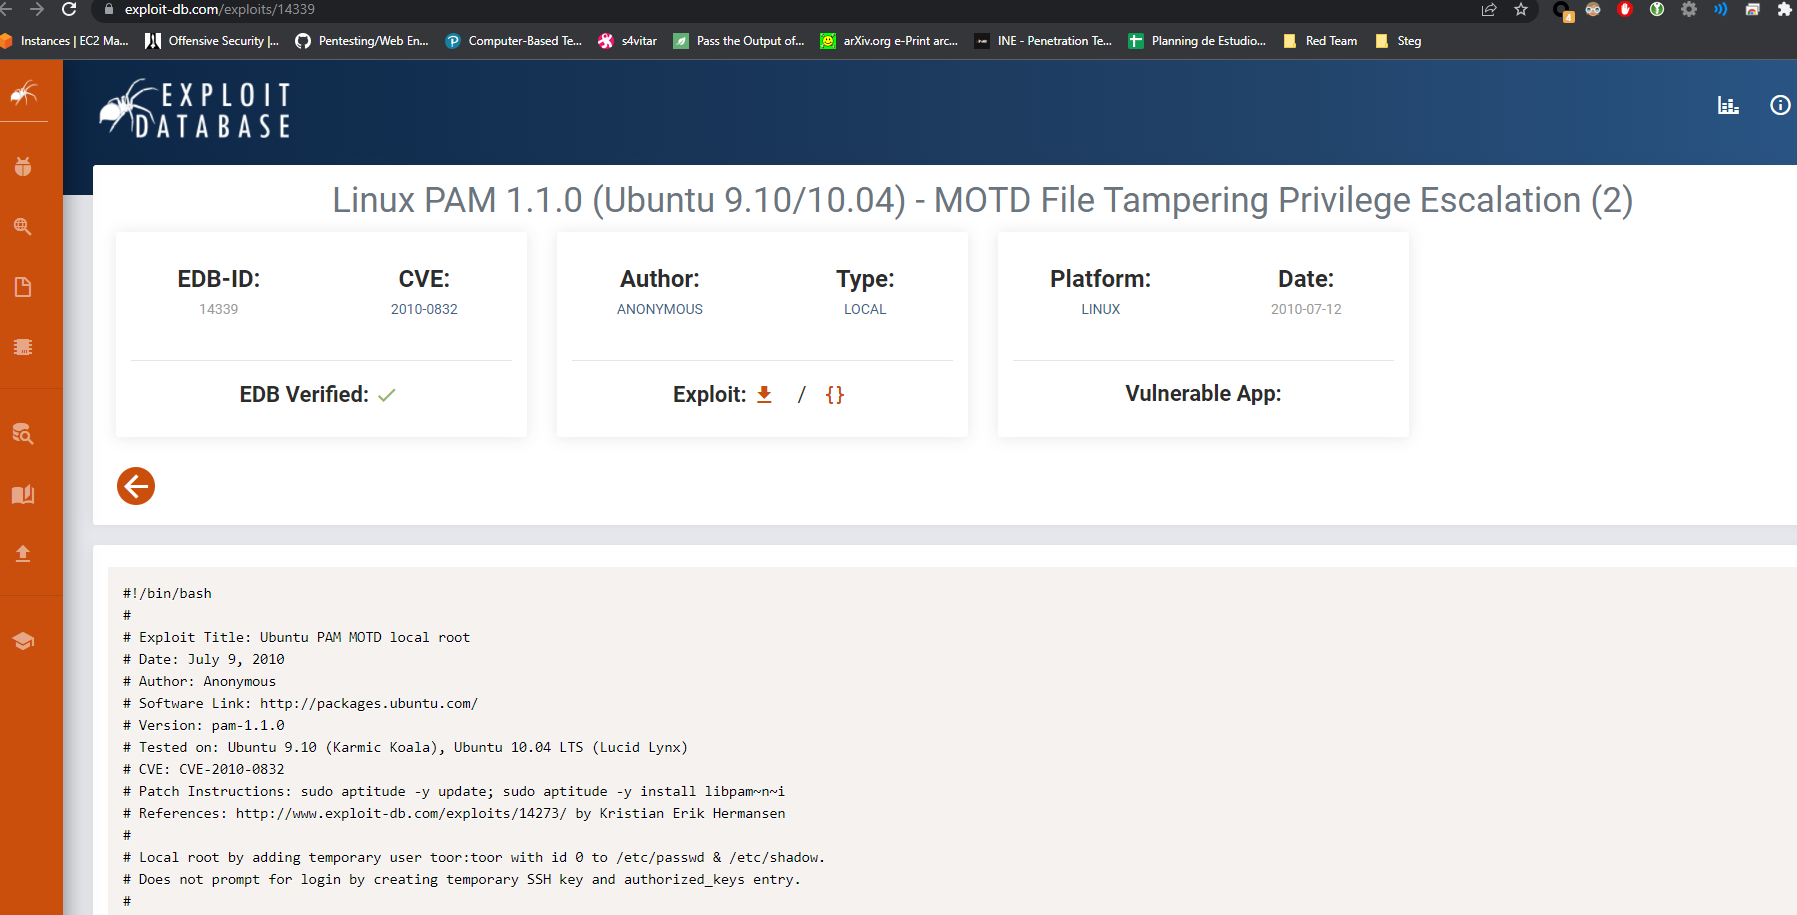 exploit-db.com/exploits/14339
4
Instances | EC2 Ma... Offensive Security |... Pentesting/Web En... Computer-Based Te... s4vitar Pass the Output of... arXiv.org e-Print arc... INE - Penetration Te... Planning de Estudio... Red Team Steg
EXPLOIT
DATABASE
Linux PAM 1.1.0 (Ubuntu 9.10/10.04) - MOTD File Tampering Privilege Escalation (2)
EDB-ID: CVE: Author: Type: Platform: Date:
14339 2010-0832 ANONYMOUS LOCAL LINUX 2010-07-12
EDB Verified: Exploit: / {} Vulnerable App:
#!/bin/bash
#
# Exploit Title: Ubuntu PAM MOTD local root
# Date: July 9, 2010
# Author: Anonymous
# Software Link: http://packages.ubuntu.com/
# Version: pam-1.1.0
# Tested on: Ubuntu 9.10 (Karmic Koala), Ubuntu 10.04 LTS (Lucid Lynx)
# CVE: CVE-2010-0832
# Patch Instructions: sudo aptitude -y update; sudo aptitude -y install libpam~n~i
# References: http://www.exploit-db.com/exploits/14273/ by Kristian Erik Hermansen
#
# Local root by adding temporary user toor:toor with id 0 to /etc/passwd & /etc/shadow.
# Does not prompt for login by creating temporary SSH key and authorized_keys entry.
#